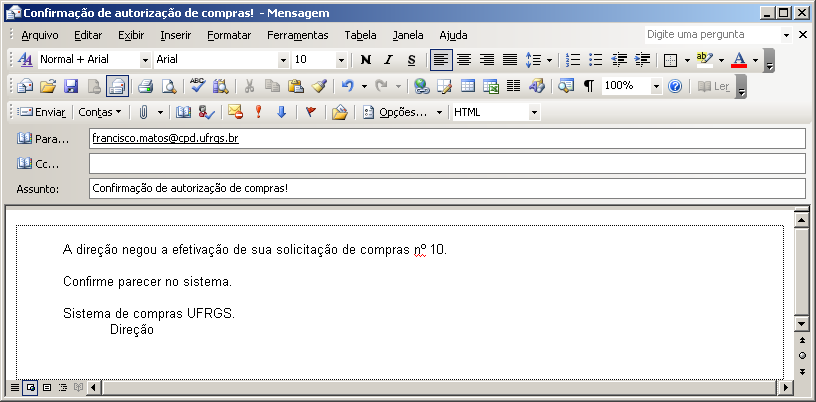 Confirmação de autorização de compras! - Mensagem
Arquivo Editar Exibir Inserir Formatar Ferramentas Tabela Janela Ajuda Digite uma pergunta
Normal + Arial Arial 10 N I S A
ABC 100% Ler
Enviar Contas Opções... HTML
Para... francisco.matos@cpd.ufrgs.br
Cc...
Assunto: Confirmação de autorização de compras!
A direção negou a efetivação de sua solicitação de compras nº 10.
Confirme parecer no sistema.
Sistema de compras UFRGS.
Direção